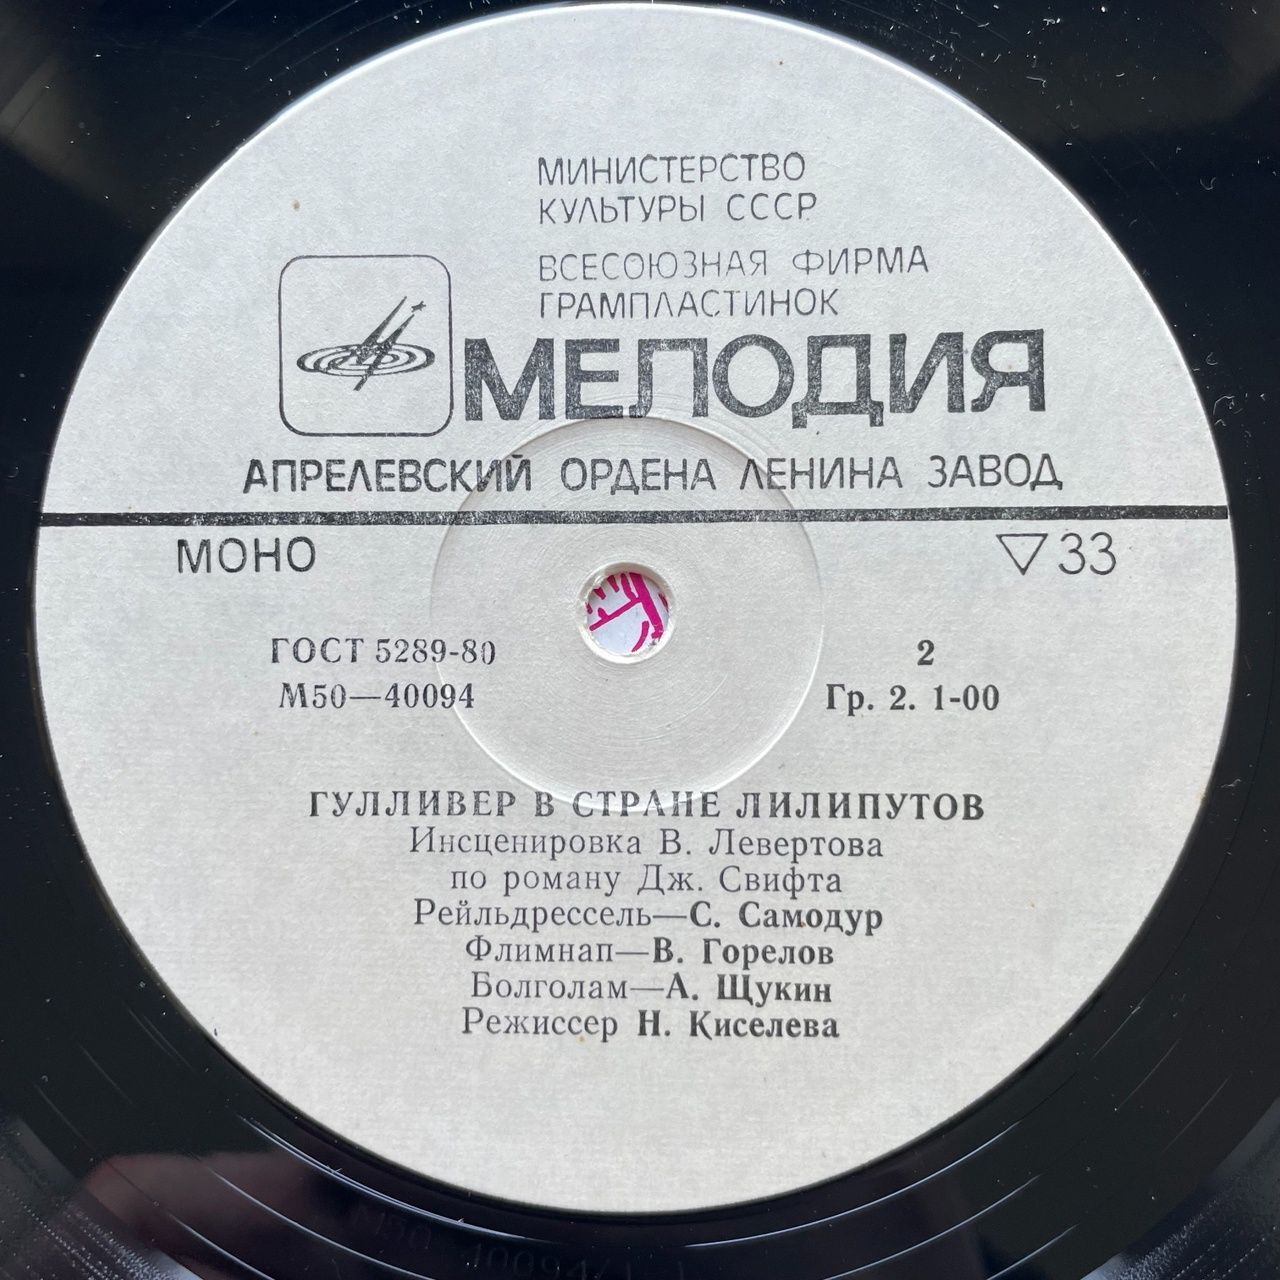 МИНИСТЕРСТВО
КУЛЬТУРЫ СССР
ВСЕСОЮЗНАЯ ФИРМА
ГРАМПЛАСТИНОК
МЕЛОДИЯ
АПРЕЛЕВСКИЙ ОРДЕНА ЛЕНИНА ЗАВОД
МОНО ▽33
ГОСТ 5289-80 2
М50—40094 Гр. 2. 1-00
ГУЛЛИВЕР В СТРАНЕ ЛИЛИПУТОВ
Инсценировка В. Левертова
по роману Дж. Свифта
Рейльдрессель—С. Самодур
Флимнап—В. Горелов
Болголам—А. Щукин
Режиссер Н. Киселева